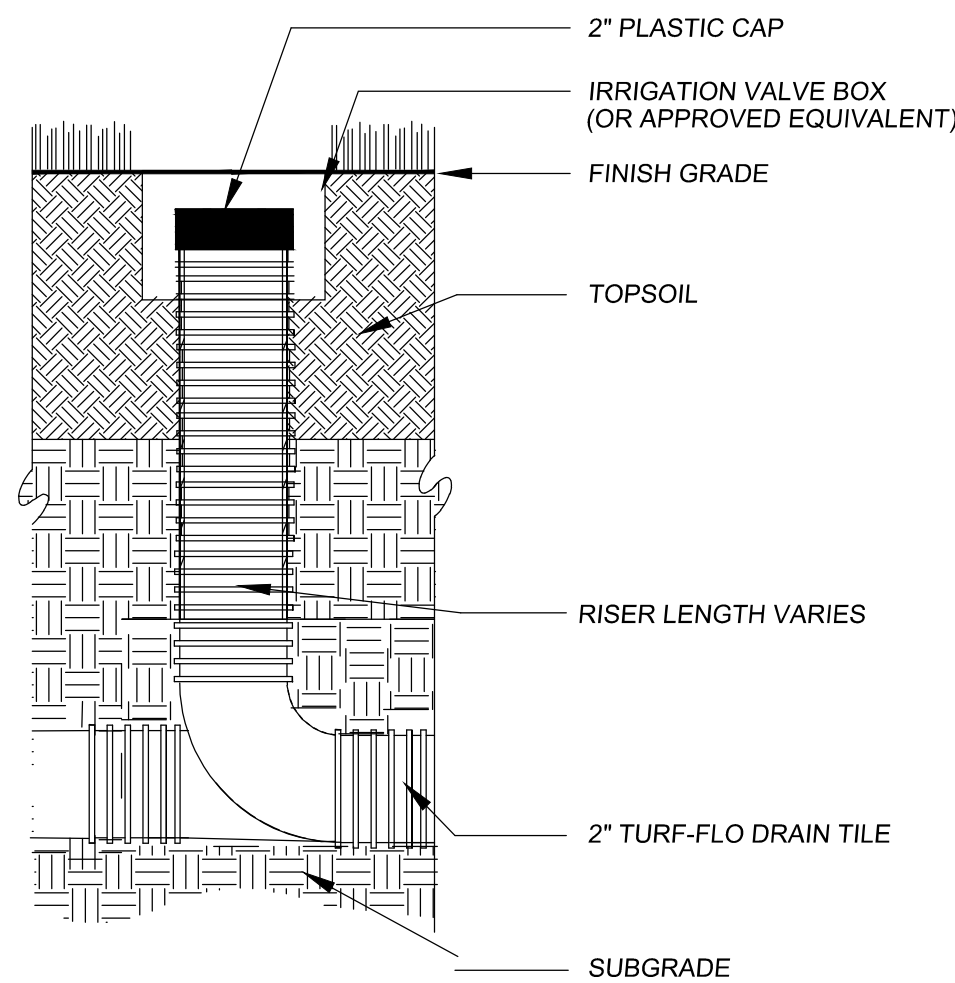 2" PLASTIC CAP
IRRIGATION VALVE BOX
(OR APPROVED EQUIVALENT)
FINISH GRADE
TOPSOIL
RISER LENGTH VARIES
2" TURF-FLO DRAIN TILE
SUBGRADE